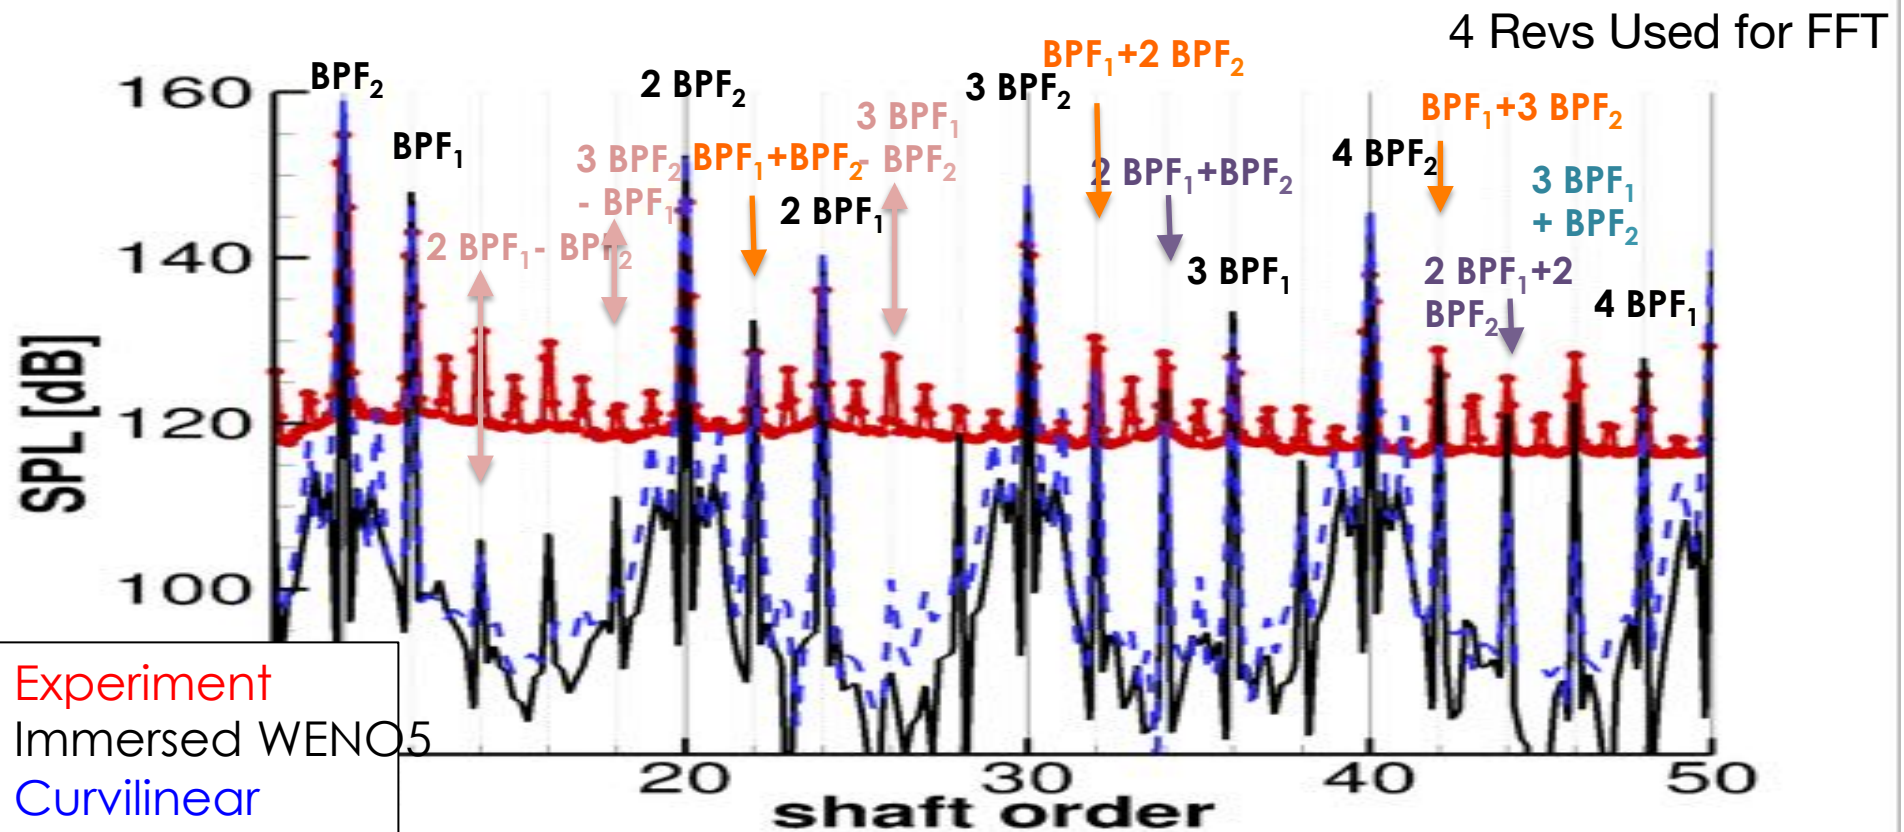 4 Revs Used for FFT
BPF₁+2 BPF₂
BPF₂
2 BPF₂
3 BPF₂
160
BPF₁
3 BPF₁
- BPF₂
BPF₁+3 BPF₂
3 BPF₂
- BPF₁
BPF₁+BPF₂
4 BPF₂
2 BPF₁+BPF₂
3 BPF₁
+ BPF₂
2 BPF₁
2 BPF₁- BPF₂
140
3 BPF₁
2 BPF₁+2
BPF₂
4 BPF₁
SPL [dB]
120
100
Experiment
Immersed WENO5
Curvilinear
20
30
40
50
shaft order